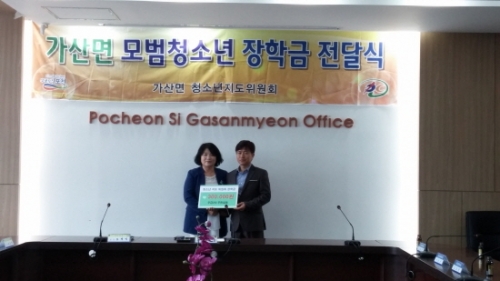 가산면 모범청소년 장학금 전달식
가산면 청소년지도위원회
Pocheon Si Gasanmyeon Office